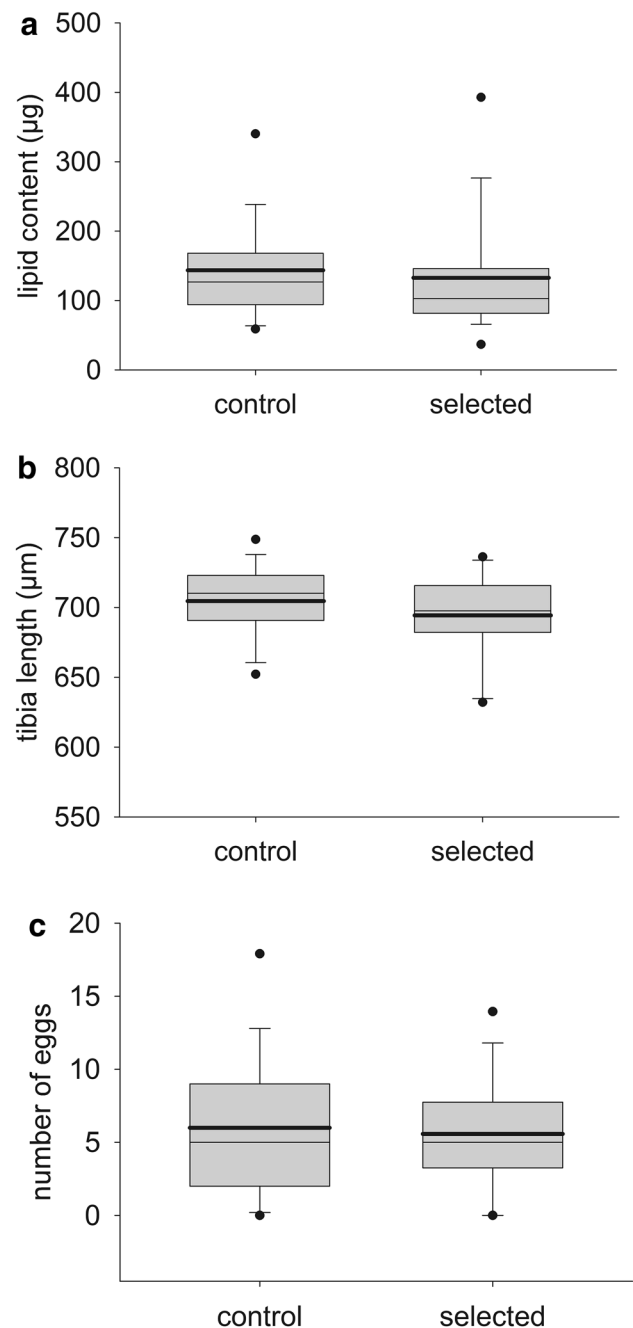 a
500
400
300
200
100
0
lipid content (μg)
control selected
b
800
750
700
650
600
550
tibia length (μm)
control selected
c
20
15
10
5
0
number of eggs
control selected